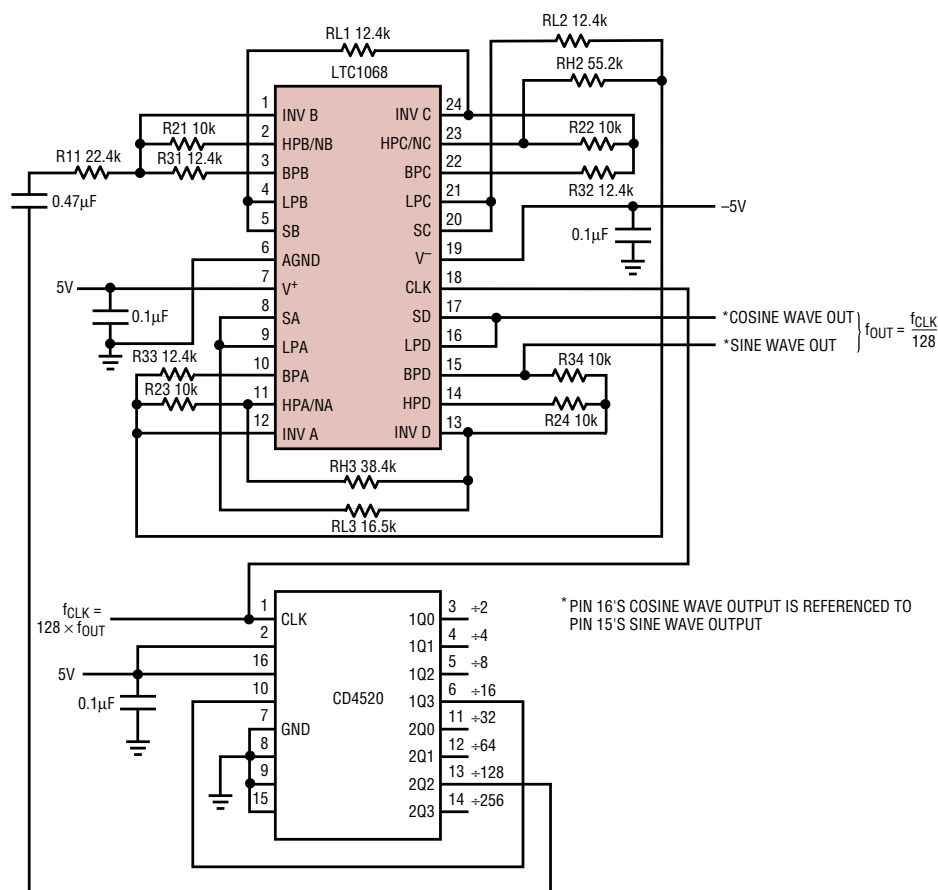 RL1 12.4k
LTC1068
RL2 12.4k
RH2 55.2k
1 INV B
2 HPB/NB
3 BPB
4 LPB
5 SB
6 AGND
7 V+
8 SA
9 LPA
10 BPA
11 HPA/NA
12 INV A
INV C 24
HPC/NC 23
BPC 22
LPC 21
SC 20
V– 19
CLK 18
SD 17
LPD 16
BPD 15
HPD 14
INV D 13
R21 10k
R11 22.4k
R31 12.4k
0.47µF
5V
0.1µF
R33 12.4k
R23 10k
R22 10k
R32 12.4k
–5V
0.1µF
*COSINE WAVE OUT
*SINE WAVE OUT
fOUT = fCLK
128
R34 10k
R24 10k
RH3 38.4k
RL3 16.5k
fCLK =
128 × fOUT
5V
0.1µF
1 CLK
2
16
10
7 GND
8
9
15
CD4520
1Q0 3 ÷2
1Q1 4 ÷4
1Q2 5 ÷8
1Q3 6 ÷16
2Q0 11 ÷32
2Q1 12 ÷64
2Q2 13 ÷128
2Q3 14 ÷256
*PIN 16'S COSINE WAVE OUTPUT IS REFERENCED TO
PIN 15'S SINE WAVE OUTPUT